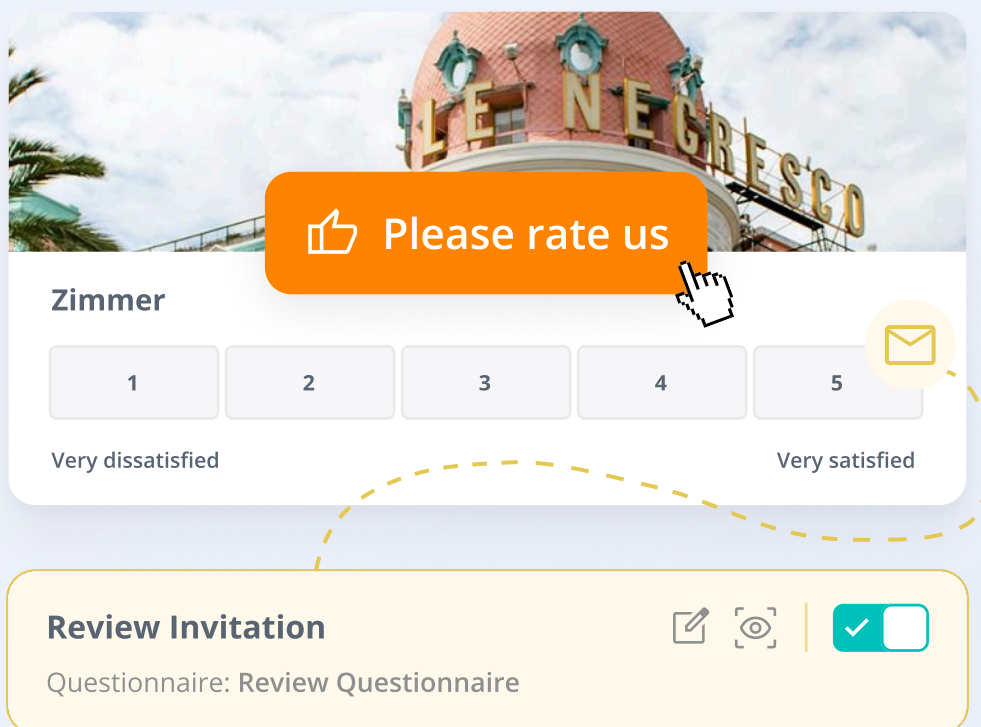 LE NEGRESCO
Please rate us
Zimmer
1 2 3 4 5
Very dissatisfied Very satisfied
Review Invitation
Questionnaire: Review Questionnaire